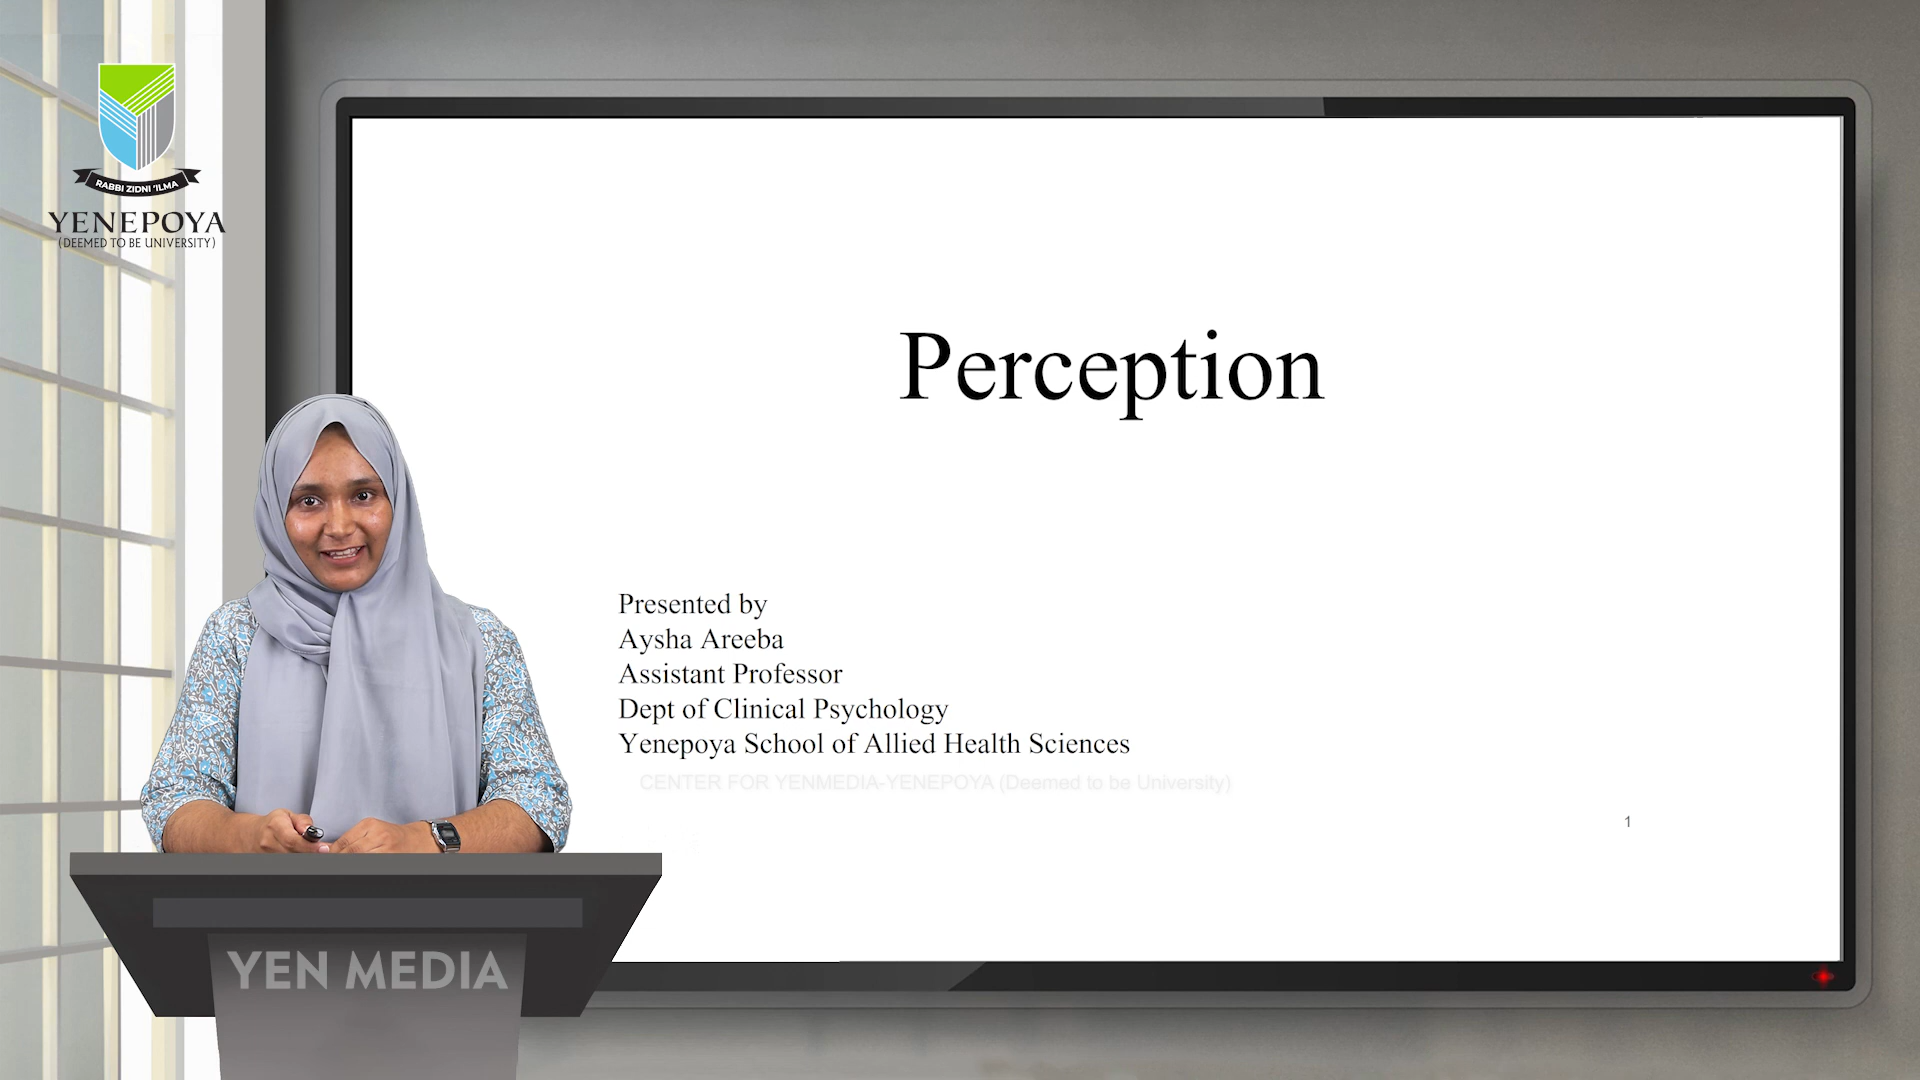 RABBI ZIDNI 'ILMA
YENEPOYA
(DEEMED TO BE UNIVERSITY)
Perception
Presented by
Aysha Areeba
Assistant Professor
Dept of Clinical Psychology
Yenepoya School of Allied Health Sciences
CENTER FOR YENMEDIA-YENEPOYA (Deemed to be University)
1
YEN MEDIA